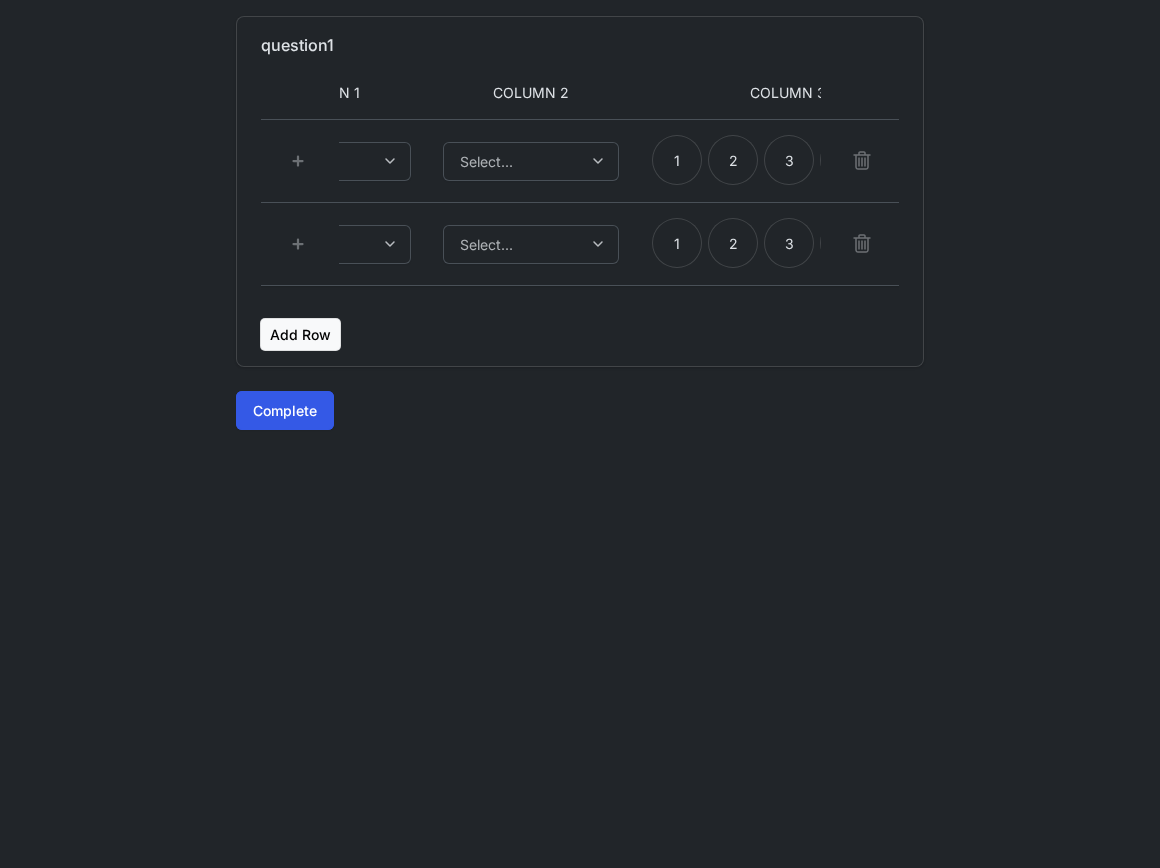 question1
N 1 COLUMN 2 COLUMN 3
Select... 1 2 3
Select... 1 2 3
Add Row
Complete